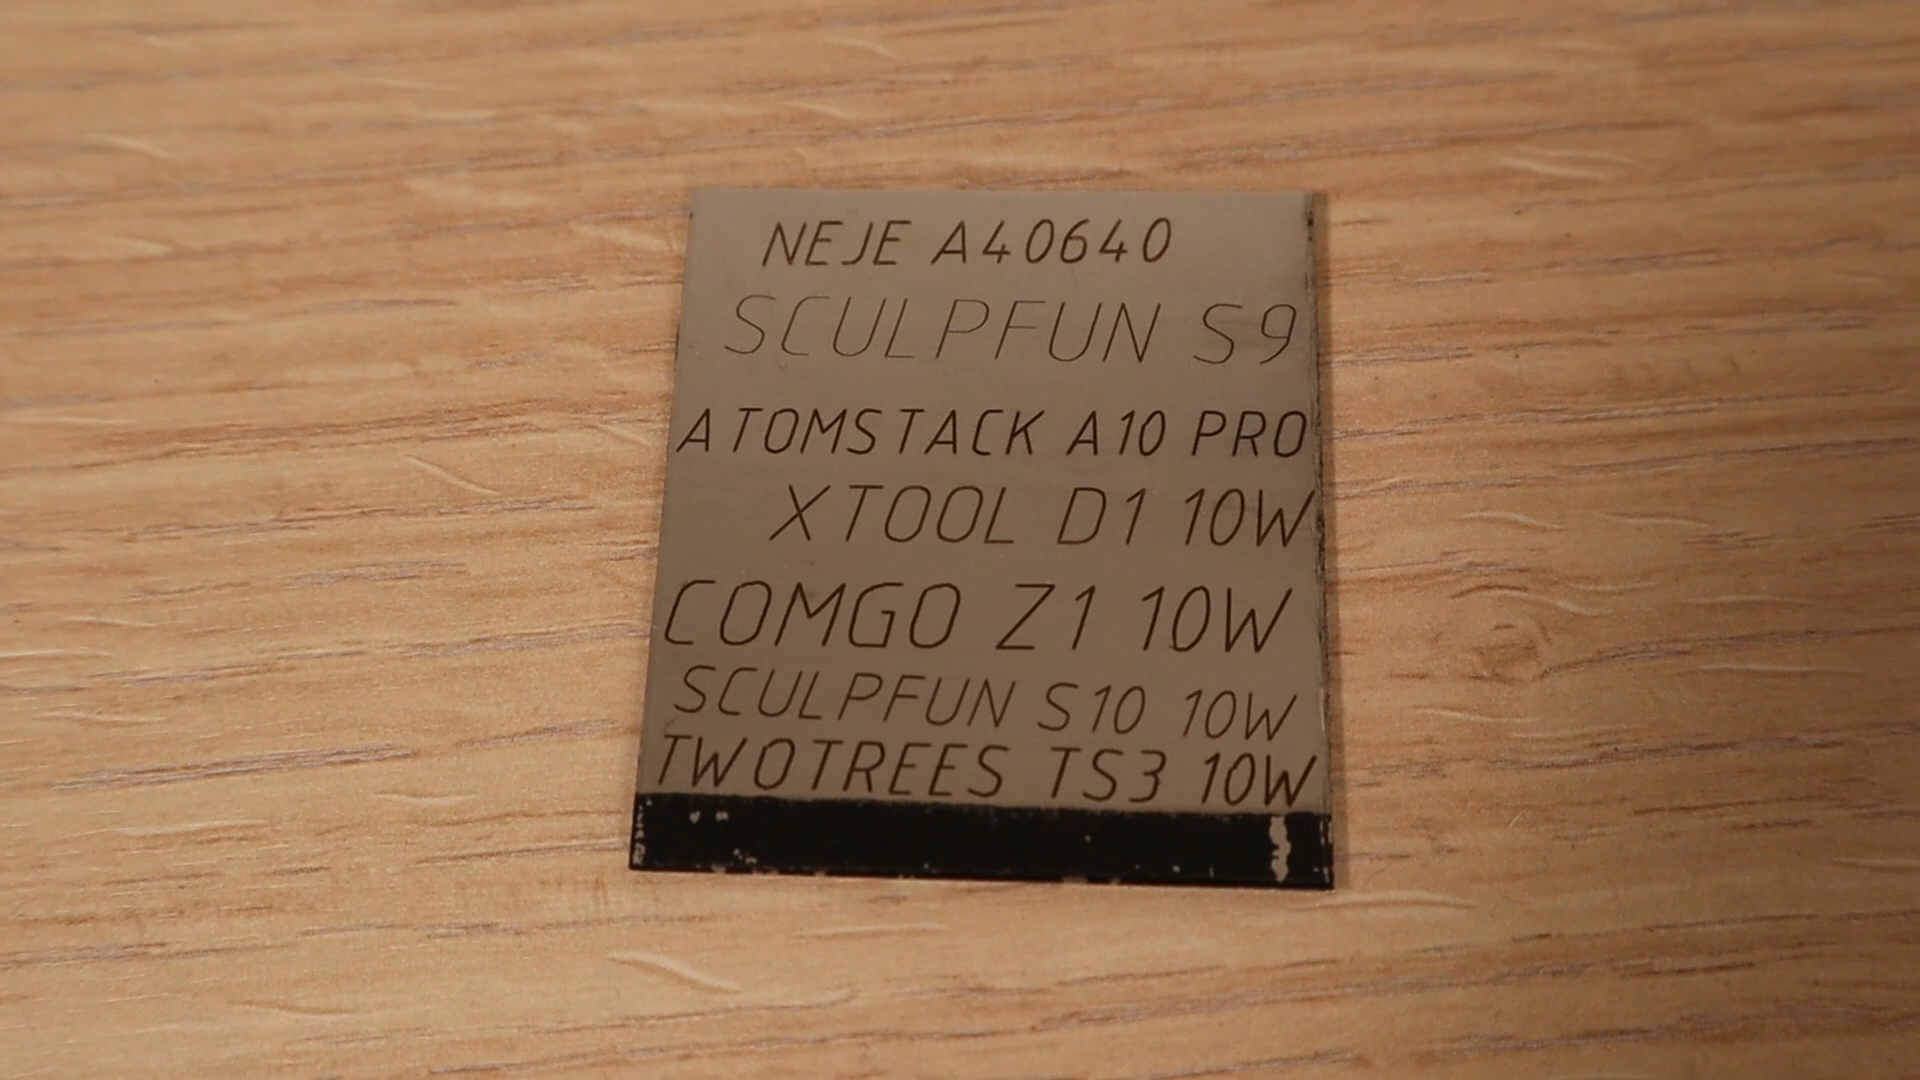 NEJE A40640
SCULPFUN S9
ATOMSTACK A10 PRO
XTOOL D1 10W
COMGO Z1 10W
SCULPFUN S10 10W
TWOTREES TS3 10W